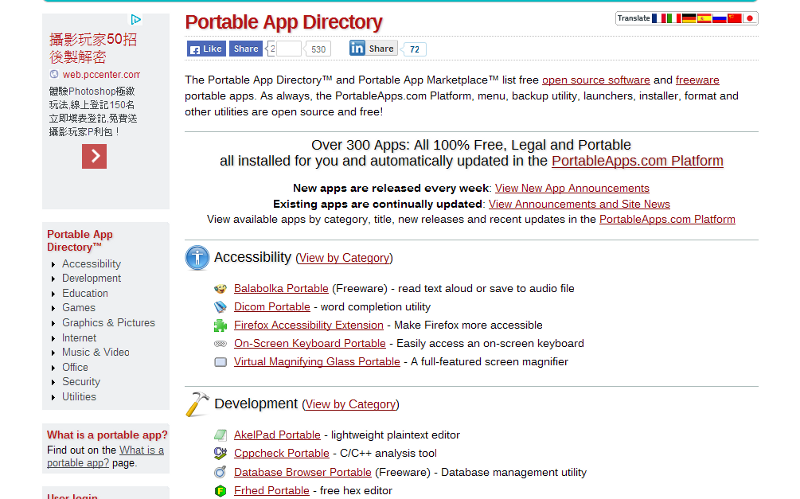 攝影玩家50招
後製解密
web.pccenter.com
體驗Photoshop極緻
玩法,線上登記150名
立即填表登記,免費送
攝影玩家P利包！
Portable App
Directory™
Accessibility
Development
Education
Games
Graphics & Pictures
Internet
Music & Video
Office
Security
Utilities
What is a portable app?
Find out on the What is a
portable app? page.
User login
Portable App Directory
Translate
Like
Share
2
530
in Share
72
The Portable App Directory™ and Portable App Marketplace™ list free open source software and freeware
portable apps. As always, the PortableApps.com Platform, menu, backup utility, launchers, installer, format and
other utilities are open source and free!
Over 300 Apps: All 100% Free, Legal and Portable
all installed for you and automatically updated in the PortableApps.com Platform
New apps are released every week: View New App Announcements
Existing apps are continually updated: View Announcements and Site News
View available apps by category, title, new releases and recent updates in the PortableApps.com Platform
Accessibility (View by Category)
Balabolka Portable (Freeware) - read text aloud or save to audio file
Dicom Portable - word completion utility
Firefox Accessibility Extension - Make Firefox more accessible
On-Screen Keyboard Portable - Easily access an on-screen keyboard
Virtual Magnifying Glass Portable - A full-featured screen magnifier
Development (View by Category)
AkelPad Portable - lightweight plaintext editor
Cppcheck Portable - C/C++ analysis tool
Database Browser Portable (Freeware) - Database management utility
Frhed Portable - free hex editor